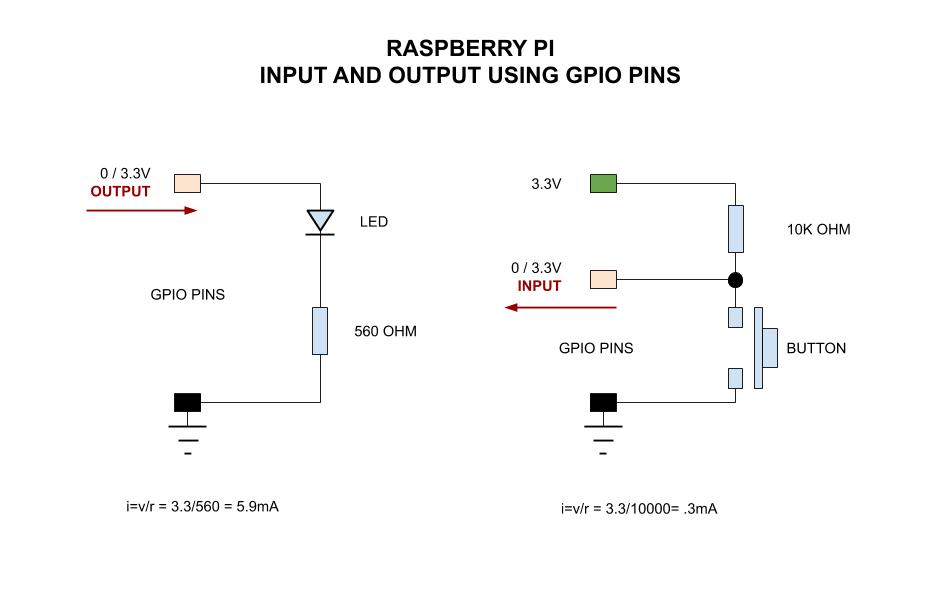 RASPBERRY PI
INPUT AND OUTPUT USING GPIO PINS
0 / 3.3V
OUTPUT
LED
GPIO PINS
560 OHM
i=v/r = 3.3/560 = 5.9mA
3.3V
10K OHM
0 / 3.3V
INPUT
GPIO PINS
BUTTON
i=v/r = 3.3/10000= .3mA